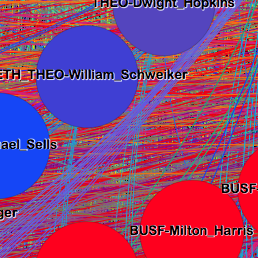 THEO-Dwight_Hopkins
ETH_THEO-William_Schweiker
ael_Sells
ger
BUSF
BUSF-Milton_Harris